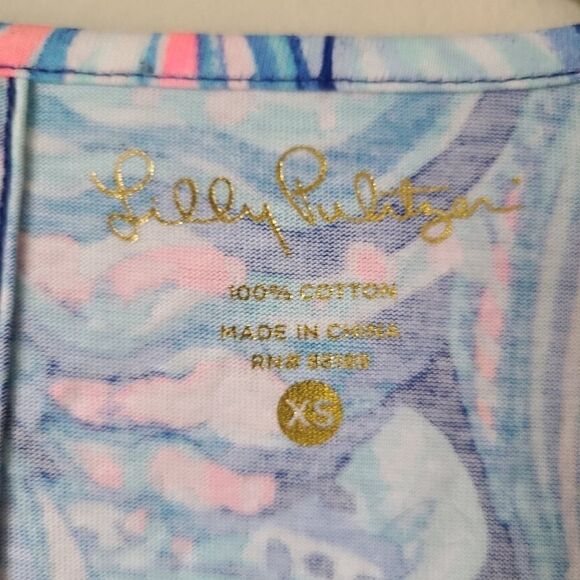 Lilly Pulitzer
100% COTTON
MADE IN CHINA
RN#
XS